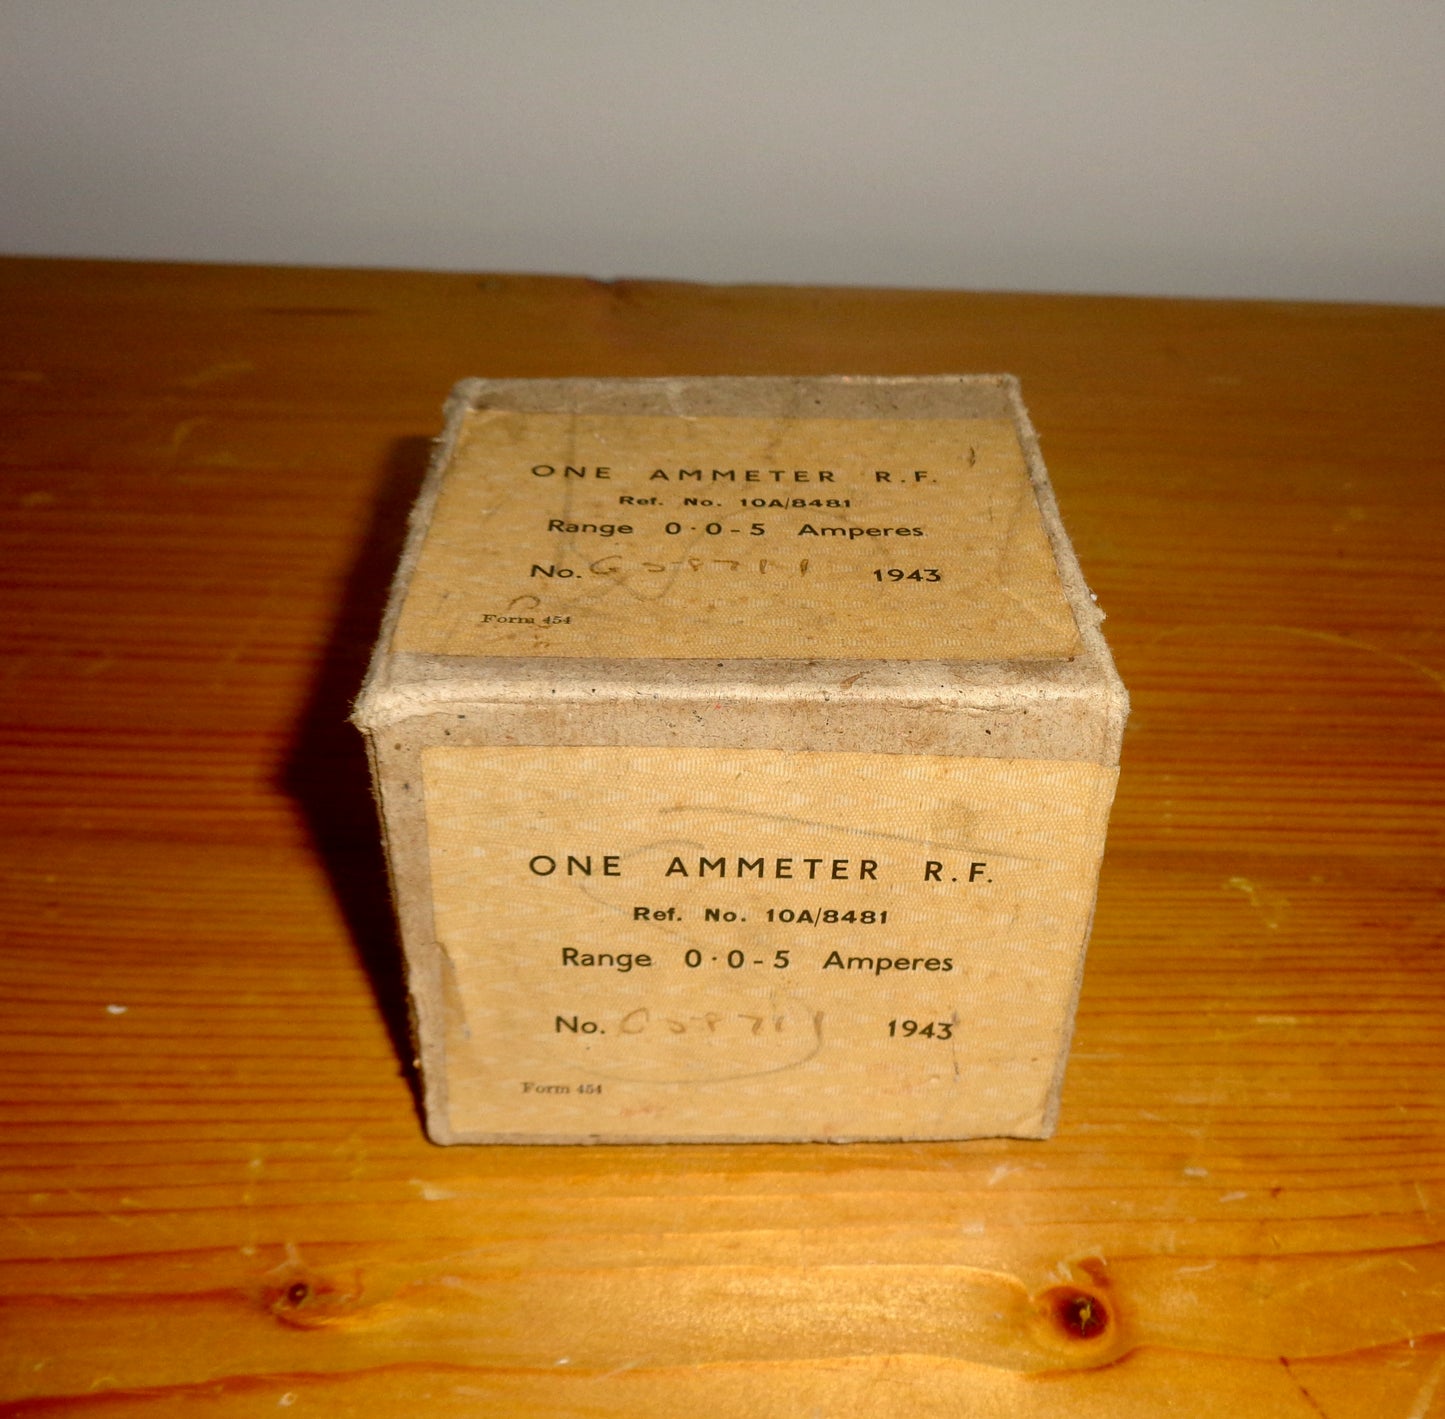 ONE AMMETER R.F.
Ref. No. 10A/8481
Range 0·0-5 Amperes
No. 1943
Form 454
ONE AMMETER R.F.
Ref. No. 10A/8481
Range 0·0-5 Amperes
No. 1943
Form 454